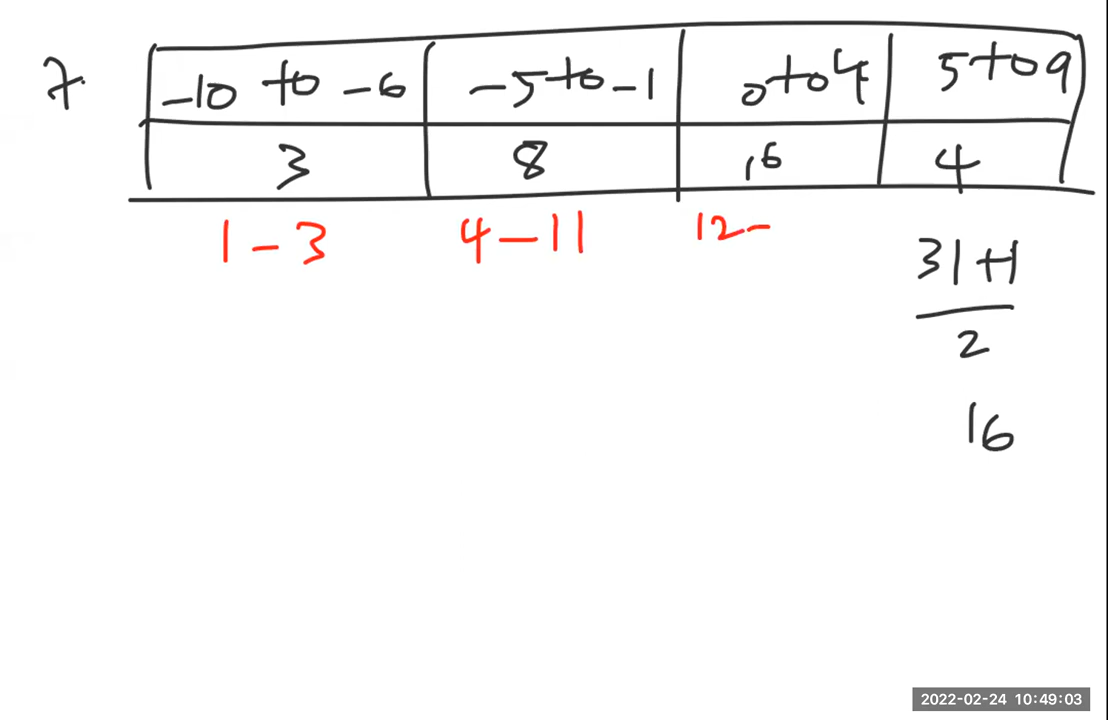 7.
-10 to -6 -5 to -1 0 to 4 5 to 9
3 8 16 4
1 - 3 4 - 11 12 -
31 + 1
2
16
2022-02-24 10:49:03